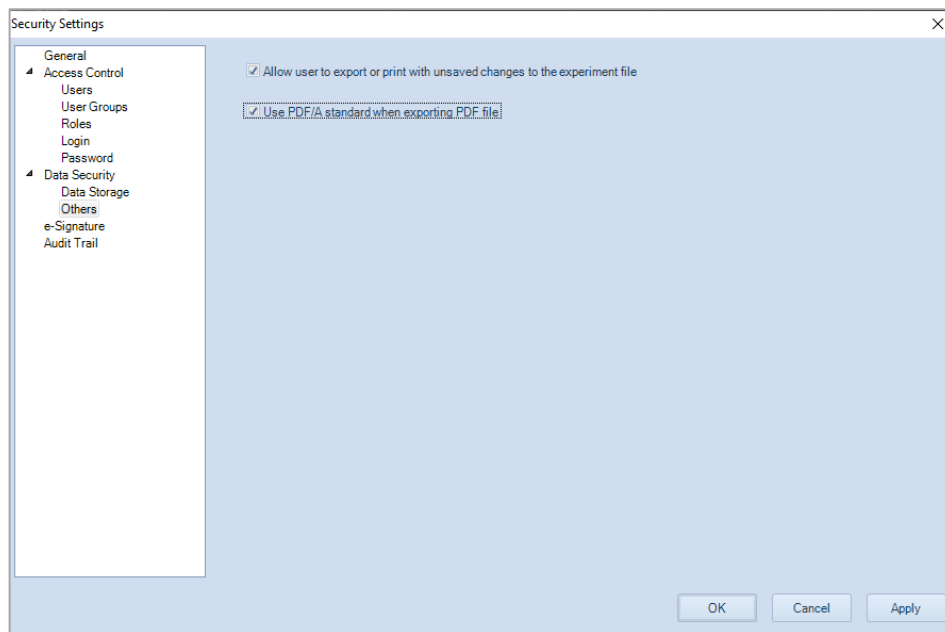 Security Settings
General
Access Control
Users
User Groups
Roles
Login
Password
Data Security
Data Storage
Others
e-Signature
Audit Trail
Allow user to export or print with unsaved changes to the experiment file
Use PDF/A standard when exporting PDF file
OK
Cancel
Apply